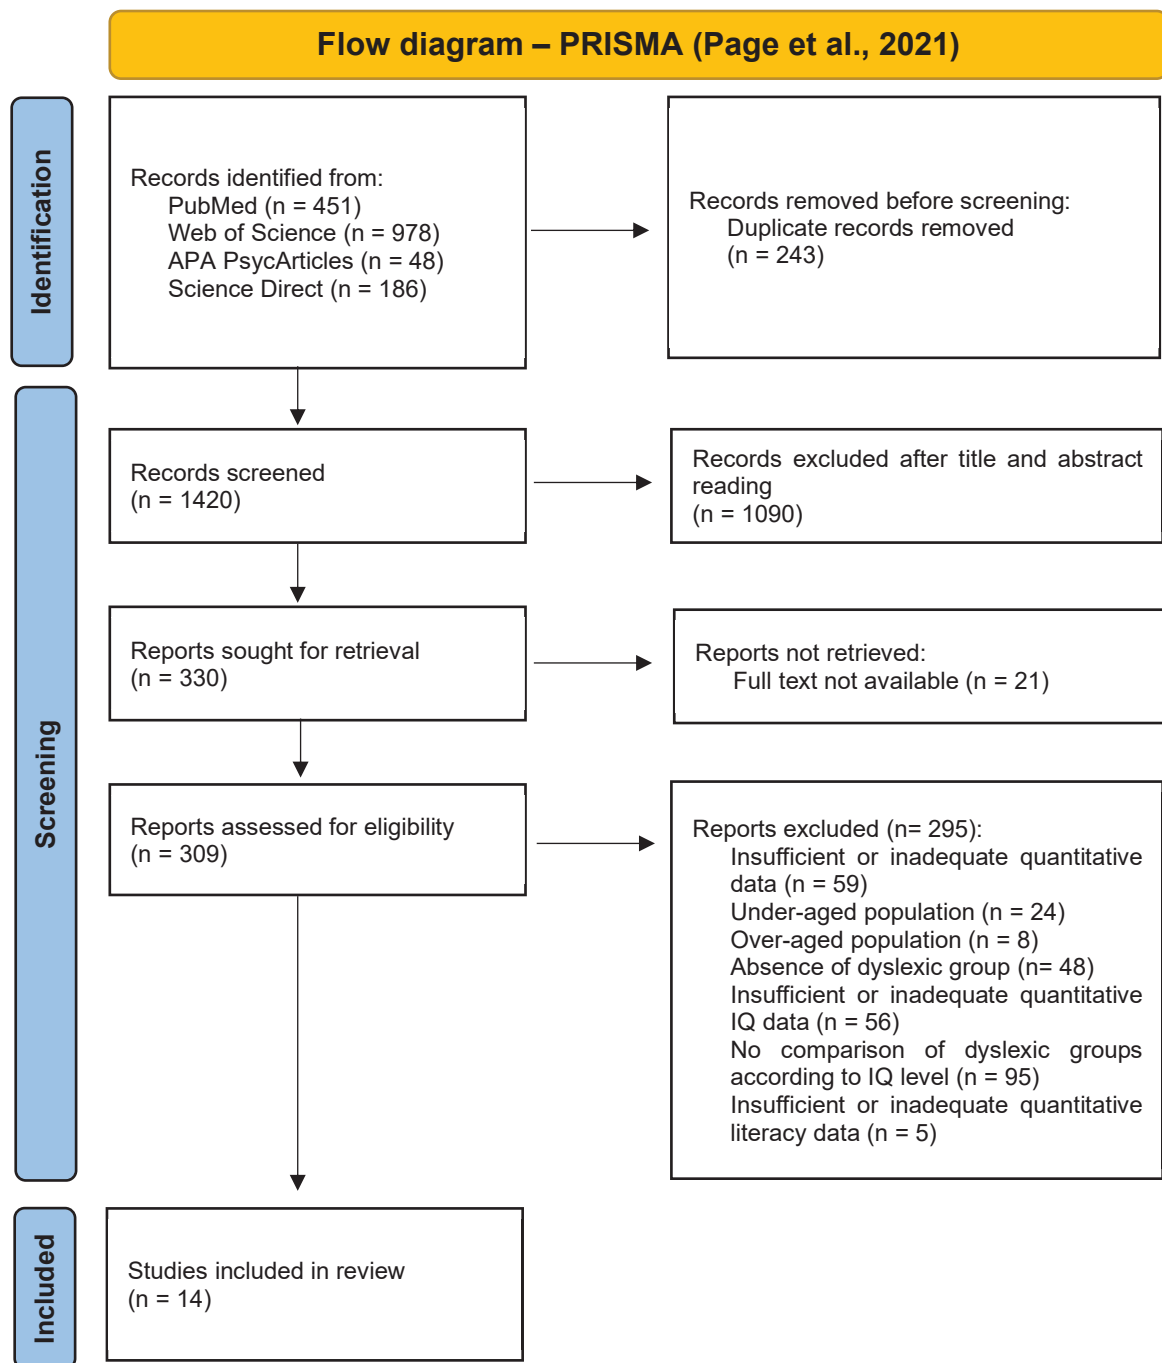 Flow diagram – PRISMA (Page et al., 2021)
Identification
Records identified from:
PubMed (n = 451)
Web of Science (n = 978)
APA PsycArticles (n = 48)
Science Direct (n = 186)
Records removed before screening:
Duplicate records removed
(n = 243)
Screening
Records screened
(n = 1420)
Records excluded after title and abstract
reading
(n = 1090)
Reports sought for retrieval
(n = 330)
Reports not retrieved:
Full text not available (n = 21)
Reports assessed for eligibility
(n = 309)
Reports excluded (n= 295):
Insufficient or inadequate quantitative
data (n = 59)
Under-aged population (n = 24)
Over-aged population (n = 8)
Absence of dyslexic group (n= 48)
Insufficient or inadequate quantitative
IQ data (n = 56)
No comparison of dyslexic groups
according to IQ level (n = 95)
Insufficient or inadequate quantitative
literacy data (n = 5)
Included
Studies included in review
(n = 14)